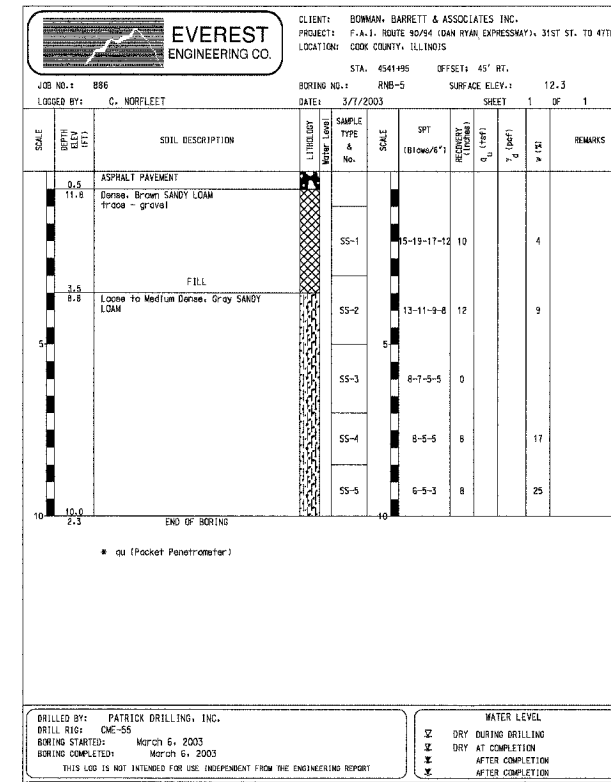 EVEREST
ENGINEERING CO.
CLIENT: BOWMAN, BARRETT & ASSOCIATES INC.
PROJECT: F.A.I. ROUTE 90/94 (DAN RYAN EXPRESSWAY), 31ST ST. TO 47TH
LOCATION: COOK COUNTY, ILLINOIS
STA. 4541+95 OFFSET: 45' RT.
JOB NO.: 886 BORING NO.: RNB-5 SURFACE ELEV.: 12.3
LOGGED BY: C. NORFLEET DATE: 3/7/2003 SHEET 1 OF 1
SCALE
DEPTH
ELEV
(FT)
SOIL DESCRIPTION
LITHOLOGY
Water Level
SAMPLE
TYPE
&
No.
SCALE
SPT
(Blows/6")
RECOVERY
(inches)
qu (tsf)
γd (pcf)
w (%)
REMARKS
ASPHALT PAVEMENT
0.5
11.8 Dense, Brown SANDY LOAM
trace - gravel
SS-1 15-19-17-12 10 4
FILL
3.5
8.8 Loose to Medium Dense, Gray SANDY
LOAM
SS-2 13-11-9-8 12 9
5 5
SS-3 8-7-5-5 0
SS-4 8-5-5 6 17
SS-5 6-5-3 8 25
10 10.0 10
2.3 END OF BORING
* qu (Pocket Penetrometer)
DRILLED BY: PATRICK DRILLING, INC.
DRILL RIG: CME-55
BORING STARTED: March 6, 2003
BORING COMPLETED: March 6, 2003
THIS LOG IS NOT INTENDED FOR USE INDEPENDENT FROM THE ENGINEERING REPORT
WATER LEVEL
DRY DURING DRILLING
DRY AT COMPLETION
AFTER COMPLETION
AFTER COMPLETION